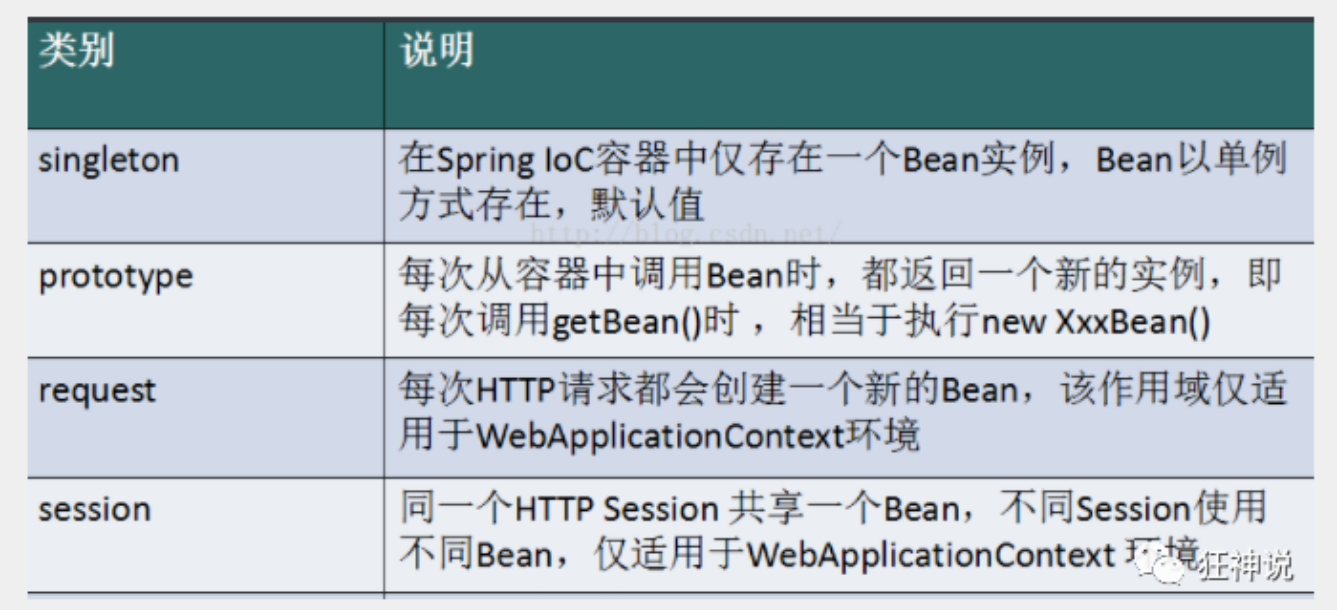 类别
说明
singleton
在Spring IoC容器中仅存在一个Bean实例，Bean以单例
方式存在，默认值
http://blog.csdn.net/
prototype
每次从容器中调用Bean时，都返回一个新的实例，即
每次调用getBean()时 ，相当于执行new XxxBean()
request
每次HTTP请求都会创建一个新的Bean，该作用域仅适
用于WebApplicationContext环境
session
同一个HTTP Session 共享一个Bean，不同Session使用
不同Bean，仅适用于WebApplicationContext 环境
狂神说